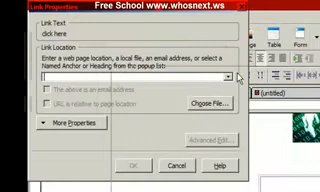 Link Properties
Free School www.whosnext.ws
Link Text
click here
Link Location
Enter a web page location, a local file, an email address, or select a
Named Anchor or Heading from the popup list:
The above is an email address
URL is relative to page location
Choose File...
More Properties
Advanced Edit...
OK
Cancel
Help
(untitled)